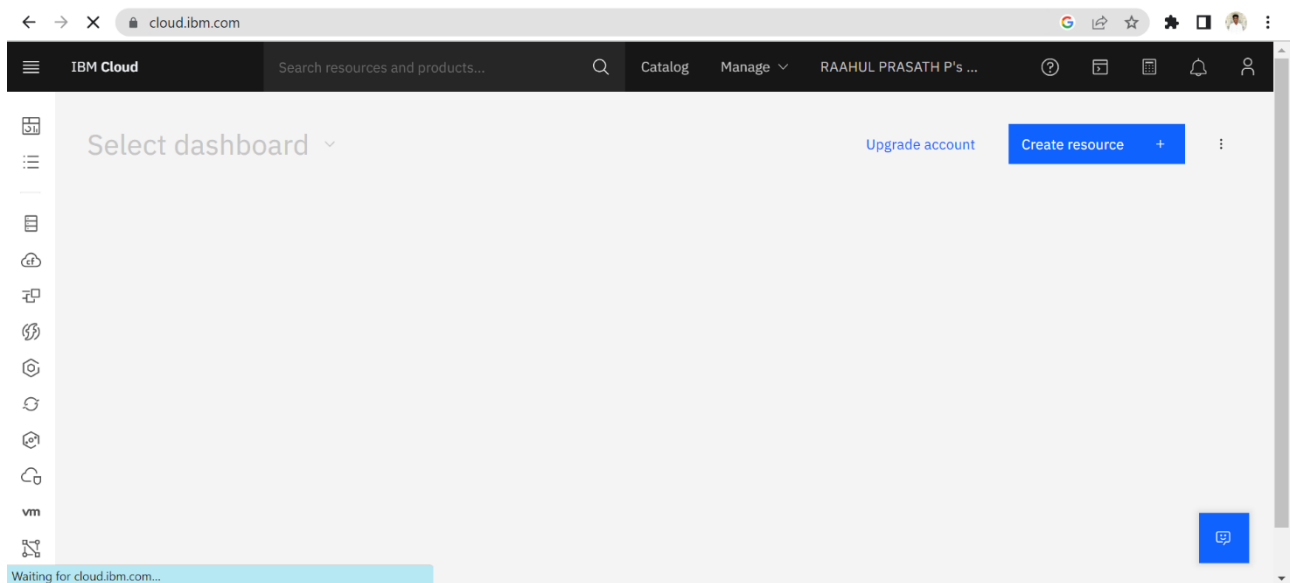 cloud.ibm.com
IBM Cloud
Search resources and products...
Catalog
Manage
RAAHUL PRASATH P's ...
Select dashboard
Upgrade account
Create resource +
cf
vm
Waiting for cloud.ibm.com...